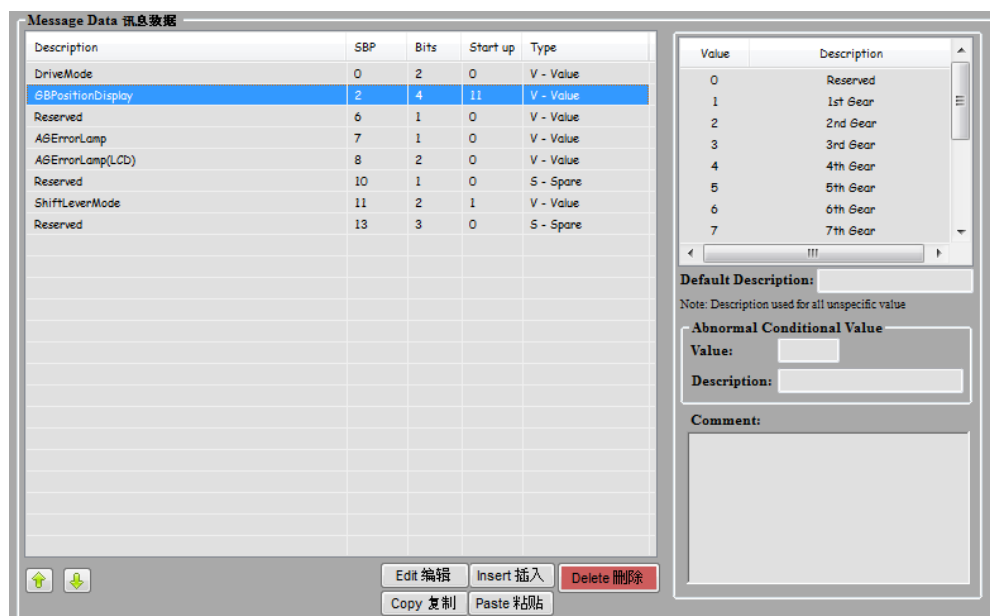 Message Data 讯息数据
Description SBP Bits Start up Type
DriveMode 0 2 0 V - Value
GBPositionDisplay 2 4 11 V - Value
Reserved 6 1 0 V - Value
AGErrorLamp 7 1 0 V - Value
AGErrorLamp(LCD) 8 2 0 V - Value
Reserved 10 1 0 S - Spare
ShiftLeverMode 11 2 1 V - Value
Reserved 13 3 0 S - Spare
Edit 编辑 Insert 插入 Delete 删除
Copy 复制 Paste 粘贴
Value Description
0 Reserved
1 1st Gear
2 2nd Gear
3 3rd Gear
4 4th Gear
5 5th Gear
6 6th Gear
7 7th Gear
Default Description:
Note: Description used for all unspecific value
Abnormal Conditional Value
Value:
Description:
Comment: